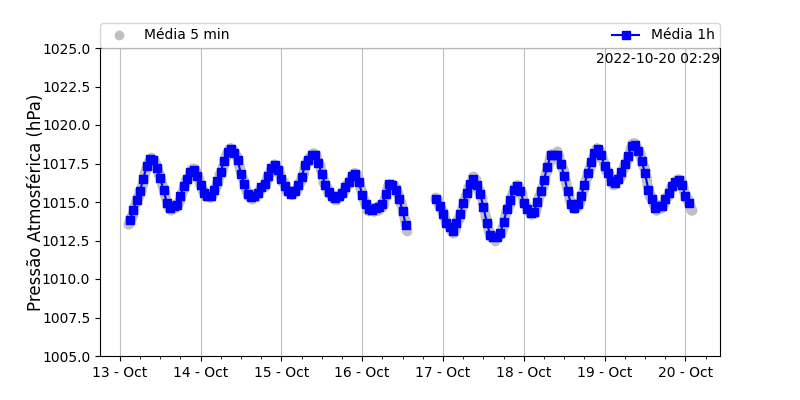 Média 5 min
Média 1h
2022-10-20 02:29
Pressão Atmosférica (hPa)
1025.0
1022.5
1020.0
1017.5
1015.0
1012.5
1010.0
1007.5
1005.0
13 - Oct
14 - Oct
15 - Oct
16 - Oct
17 - Oct
18 - Oct
19 - Oct
20 - Oct